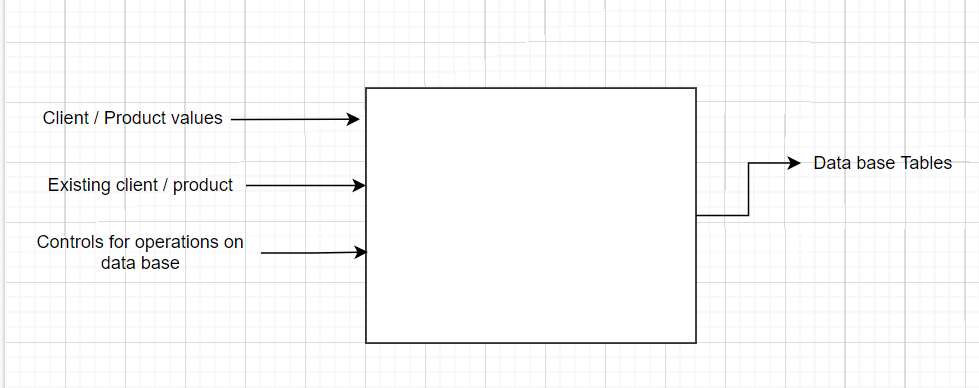 Client / Product values
Existing client / product
Controls for operations on
data base
Data base Tables